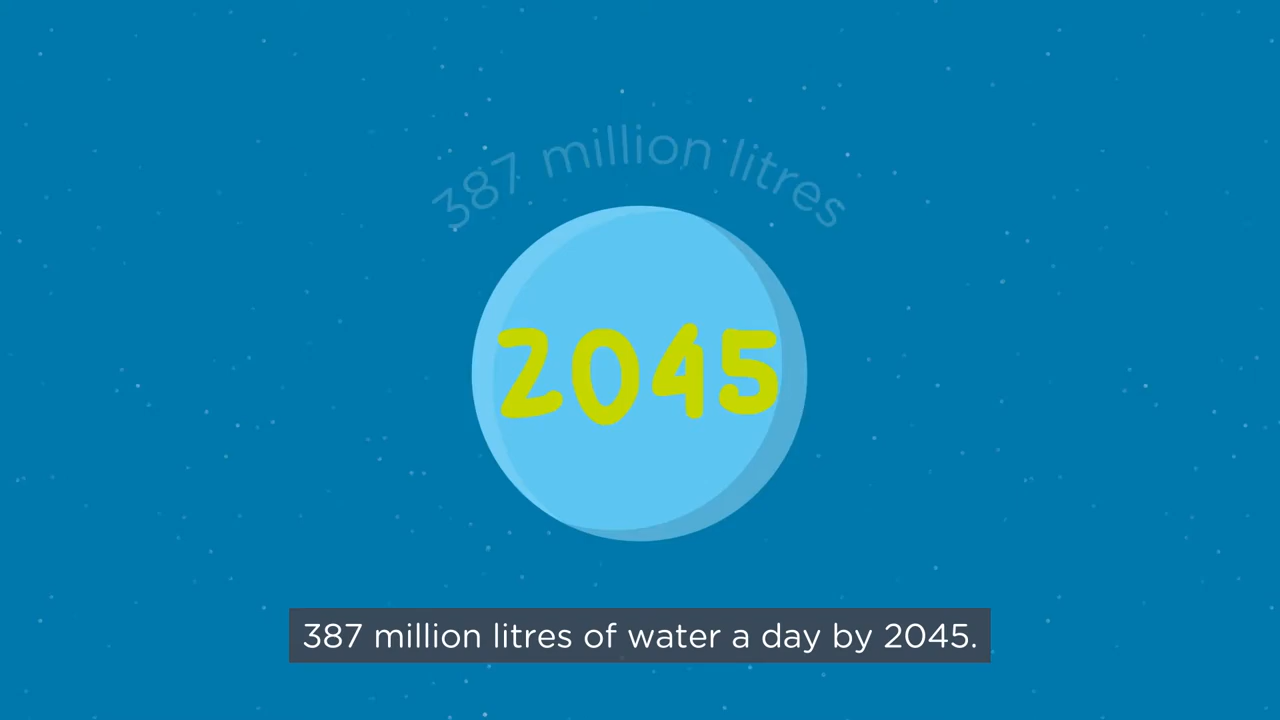 387 million litres
2045
387 million litres of water a day by 2045.